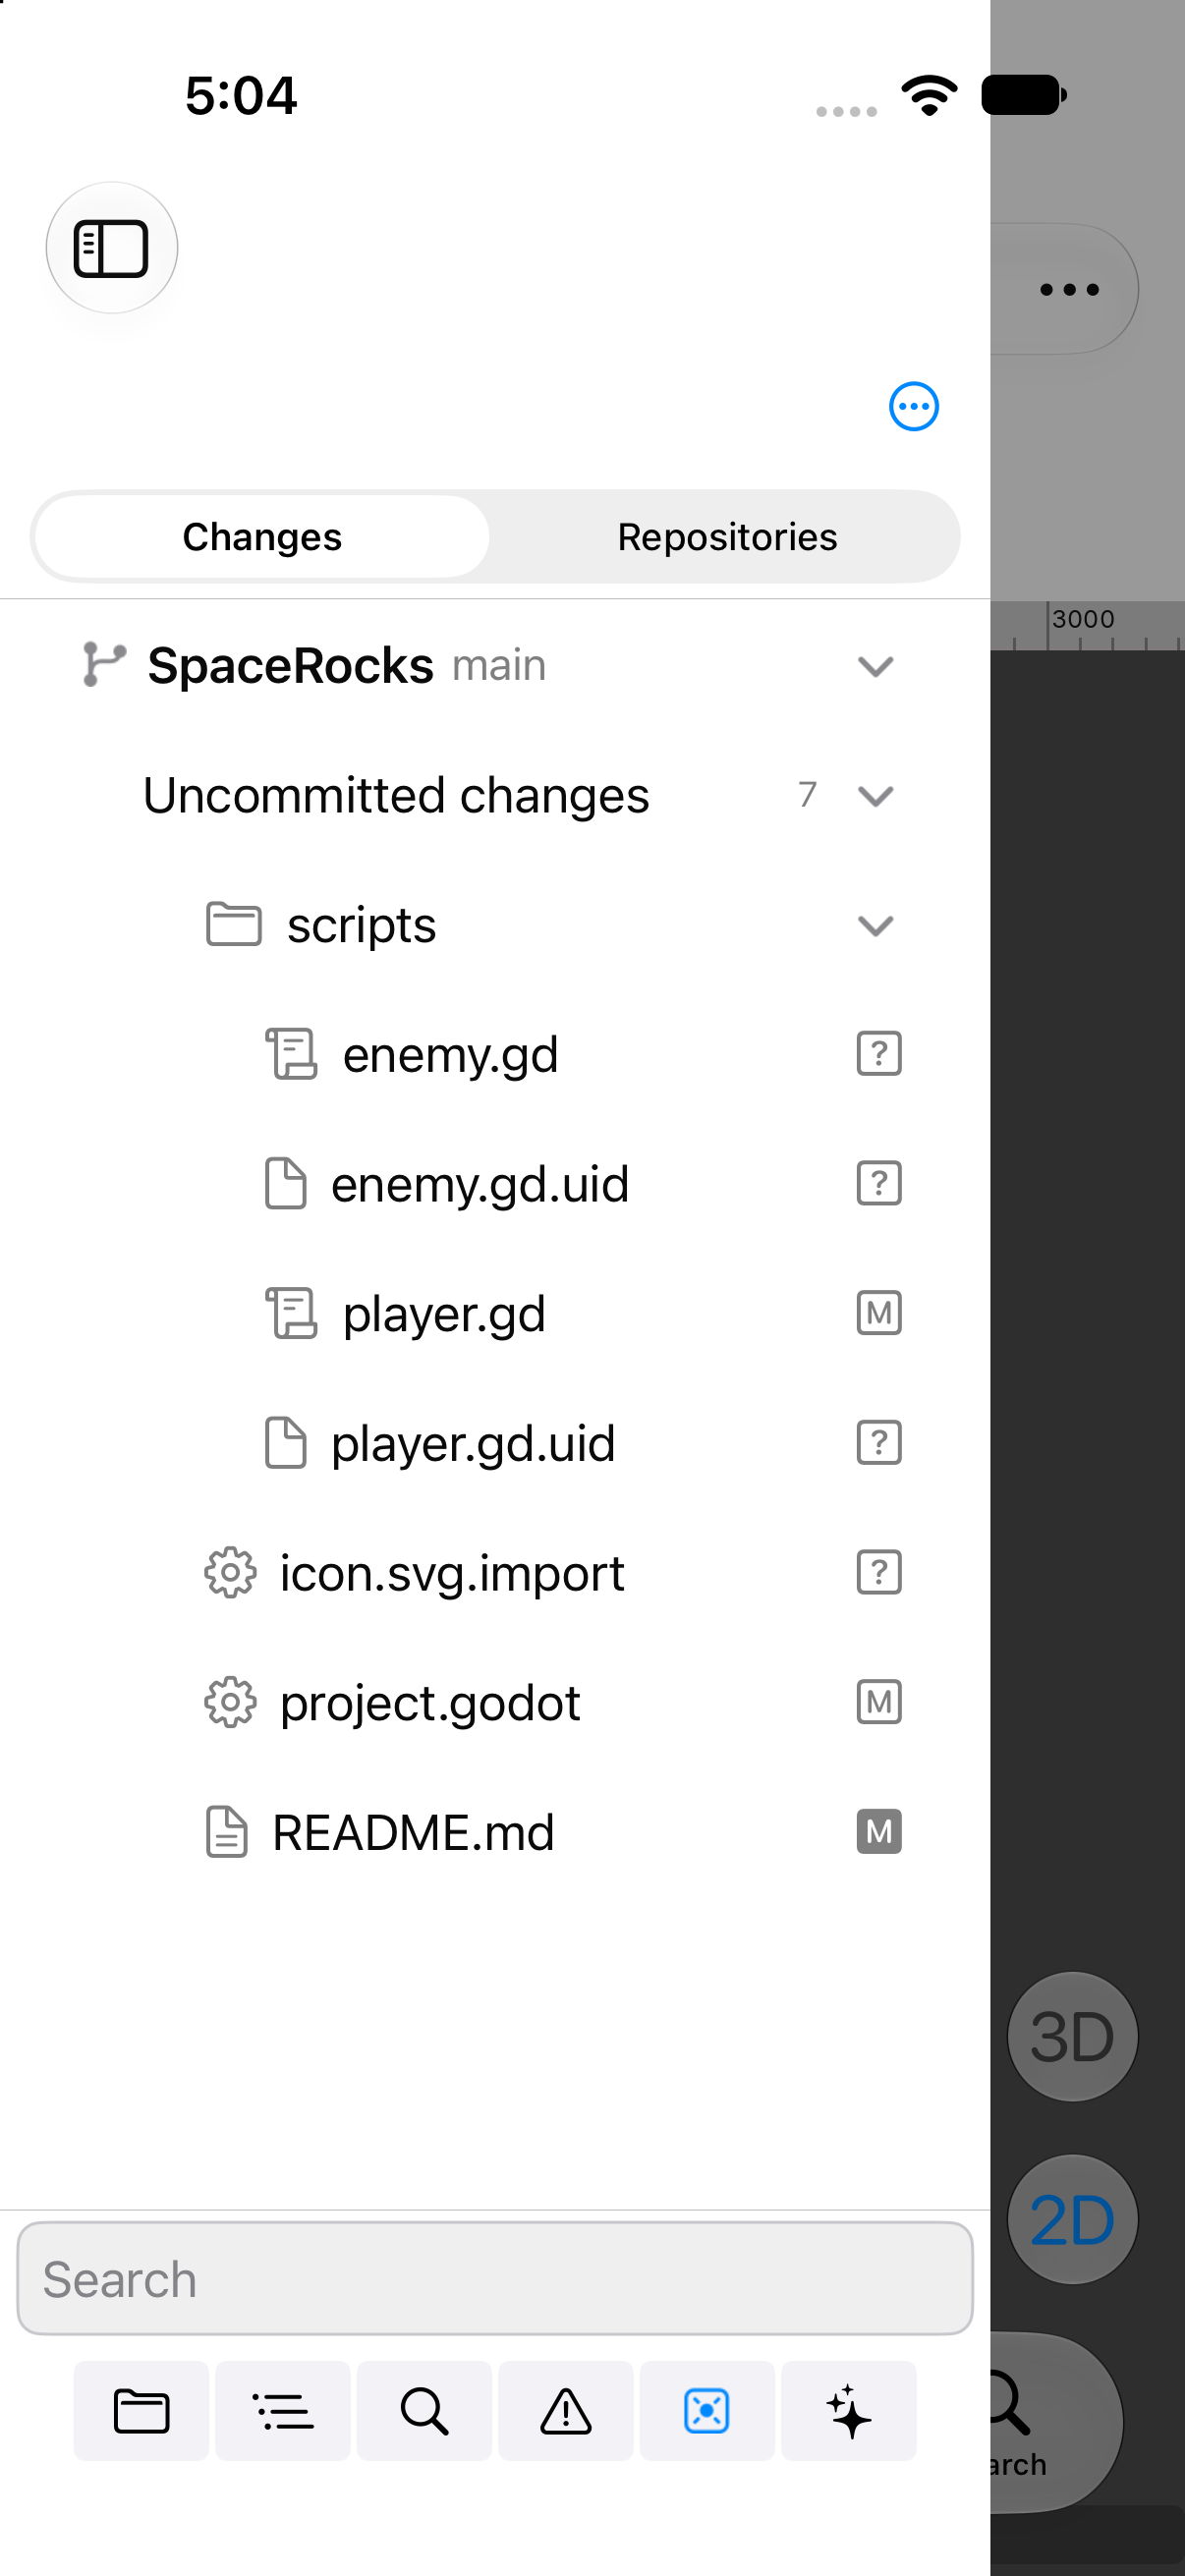 5:04
Changes
Repositories
3000
SpaceRocks main
Uncommitted changes 7
scripts
enemy.gd ?
enemy.gd.uid ?
player.gd M
player.gd.uid ?
icon.svg.import ?
project.godot M
README.md M
3D
2D
Search
arch